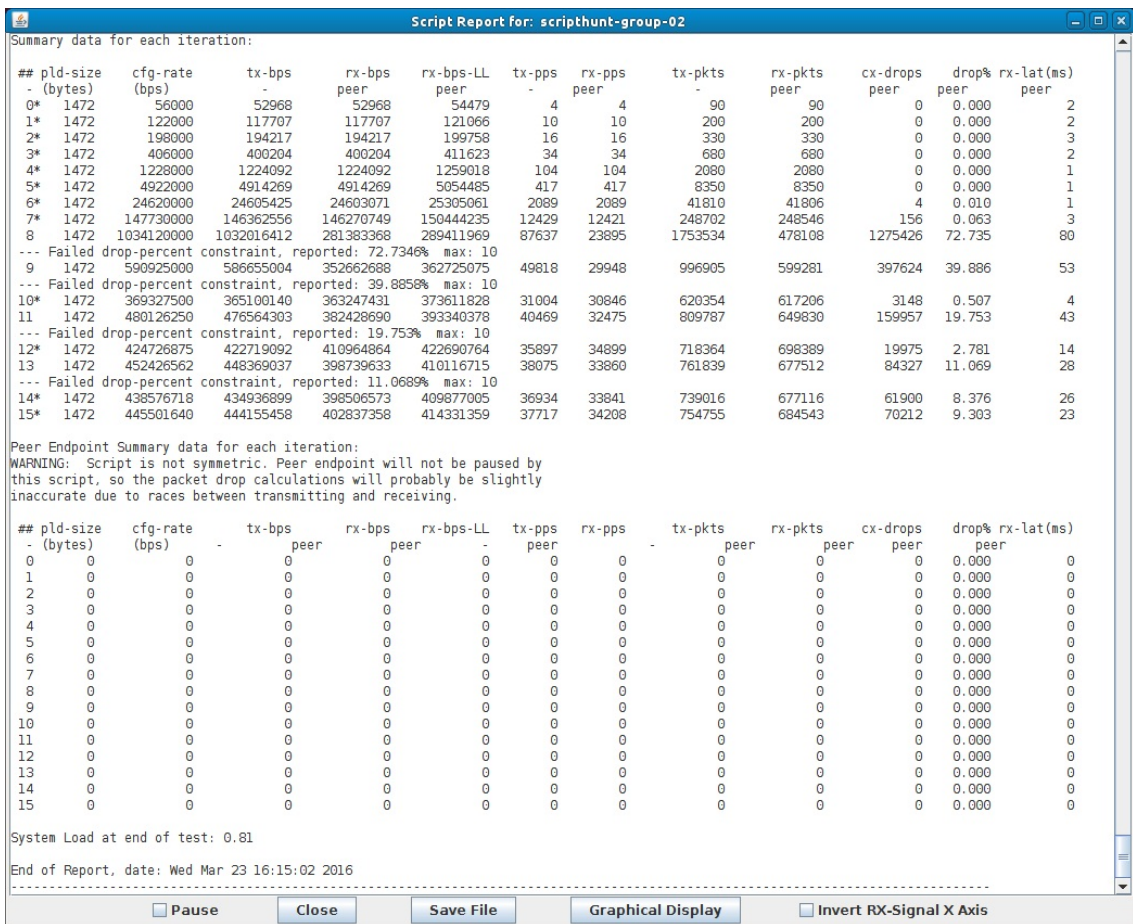 Script Report for: scripthunt-group-02
Summary data for each iteration:
## pld-size cfg-rate tx-bps rx-bps rx-bps-LL tx-pps rx-pps tx-pkts rx-pkts cx-drops drop% rx-lat(ms)
- (bytes) (bps) - peer peer - peer - peer peer peer peer
0* 1472 56000 52968 52968 54479 4 4 90 90 0 0.000 2
1* 1472 122000 117707 117707 121066 10 10 200 200 0 0.000 2
2* 1472 198000 194217 194217 199758 16 16 330 330 0 0.000 3
3* 1472 406000 400204 400204 411623 34 34 680 680 0 0.000 2
4* 1472 1228000 1224092 1224092 1259018 104 104 2080 2080 0 0.000 1
5* 1472 4922000 4914269 4914269 5054485 417 417 8350 8350 0 0.000 1
6* 1472 24620000 24605425 24603071 25305061 2089 2089 41810 41806 4 0.010 1
7* 1472 147730000 146362556 146270749 150444235 12429 12421 248702 248546 156 0.063 3
8 1472 1034120000 1032016412 281383368 289411969 87637 23895 1753534 478108 1275426 72.735 80
--- Failed drop-percent constraint, reported: 72.7346% max: 10
9 1472 590925000 586655004 352662688 362725075 49818 29948 996905 599281 397624 39.886 53
--- Failed drop-percent constraint, reported: 39.8858% max: 10
10* 1472 369327500 365100140 363247431 373611828 31004 30846 620354 617206 3148 0.507 4
11 1472 480126250 476564303 382428690 393340378 40469 32475 809787 649830 159957 19.753 43
--- Failed drop-percent constraint, reported: 19.753% max: 10
12* 1472 424726875 422719092 410964864 422690764 35897 34899 718364 698389 19975 2.781 14
13 1472 452426562 448369037 398739633 410116715 38075 33860 761839 677512 84327 11.069 28
--- Failed drop-percent constraint, reported: 11.0689% max: 10
14* 1472 438576718 434936899 398506573 409877005 36934 33841 739016 677116 61900 8.376 26
15* 1472 445501640 444155458 402837358 414331359 37717 34208 754755 684543 70212 9.303 23
Peer Endpoint Summary data for each iteration:
WARNING: Script is not symmetric. Peer endpoint will not be paused by
this script, so the packet drop calculations will probably be slightly
inaccurate due to races between transmitting and receiving.
## pld-size cfg-rate tx-bps rx-bps rx-bps-LL tx-pps rx-pps tx-pkts rx-pkts cx-drops drop% rx-lat(ms)
- (bytes) (bps) - peer peer - peer - peer peer peer peer
0 0 0 0 0 0 0 0 0 0 0 0.000 0
1 0 0 0 0 0 0 0 0 0 0 0.000 0
2 0 0 0 0 0 0 0 0 0 0 0.000 0
3 0 0 0 0 0 0 0 0 0 0 0.000 0
4 0 0 0 0 0 0 0 0 0 0 0.000 0
5 0 0 0 0 0 0 0 0 0 0 0.000 0
6 0 0 0 0 0 0 0 0 0 0 0.000 0
7 0 0 0 0 0 0 0 0 0 0 0.000 0
8 0 0 0 0 0 0 0 0 0 0 0.000 0
9 0 0 0 0 0 0 0 0 0 0 0.000 0
10 0 0 0 0 0 0 0 0 0 0 0.000 0
11 0 0 0 0 0 0 0 0 0 0 0.000 0
12 0 0 0 0 0 0 0 0 0 0 0.000 0
13 0 0 0 0 0 0 0 0 0 0 0.000 0
14 0 0 0 0 0 0 0 0 0 0 0.000 0
15 0 0 0 0 0 0 0 0 0 0 0.000 0
System Load at end of test: 0.81
End of Report, date: Wed Mar 23 16:15:02 2016
Pause Close Save File Graphical Display Invert RX-Signal X Axis